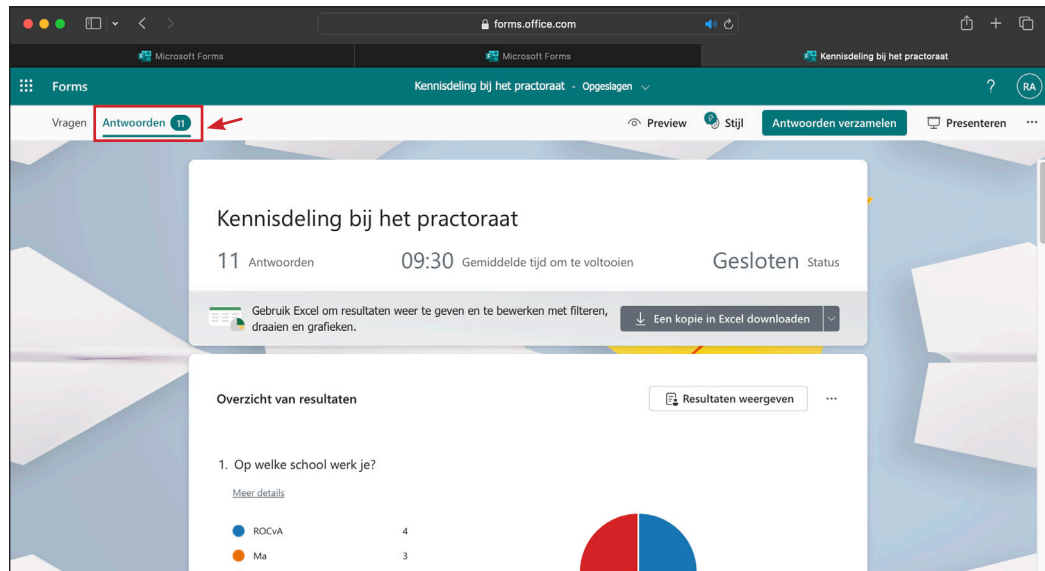 forms.office.com
Microsoft Forms
Microsoft Forms
Kennisdeling bij het practoraat
Forms
Kennisdeling bij het practoraat - Opgeslagen
?
RA
Vragen
Antwoorden 11
Preview
Stijl
Antwoorden verzamelen
Presenteren
Kennisdeling bij het practoraat
11 Antwoorden
09:30 Gemiddelde tijd om te voltooien
Gesloten Status
Gebruik Excel om resultaten weer te geven en te bewerken met filteren,
draaien en grafieken.
Een kopie in Excel downloaden
Overzicht van resultaten
Resultaten weergeven
1. Op welke school werk je?
Meer details
ROCvA 4
Ma 3